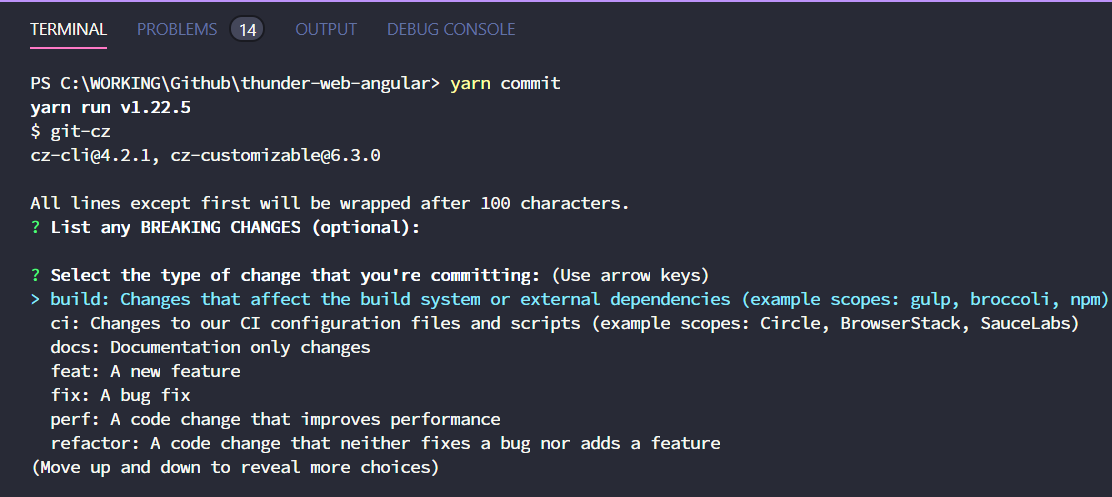 TERMINAL PROBLEMS 14 OUTPUT DEBUG CONSOLE
PS C:\WORKING\Github\thunder-web-angular> yarn commit
yarn run v1.22.5
$ git-cz
cz-cli@4.2.1, cz-customizable@6.3.0
All lines except first will be wrapped after 100 characters.
? List any BREAKING CHANGES (optional):
? Select the type of change that you're committing: (Use arrow keys)
> build: Changes that affect the build system or external dependencies (example scopes: gulp, broccoli, npm)
ci: Changes to our CI configuration files and scripts (example scopes: Circle, BrowserStack, SauceLabs)
docs: Documentation only changes
feat: A new feature
fix: A bug fix
perf: A code change that improves performance
refactor: A code change that neither fixes a bug nor adds a feature
(Move up and down to reveal more choices)